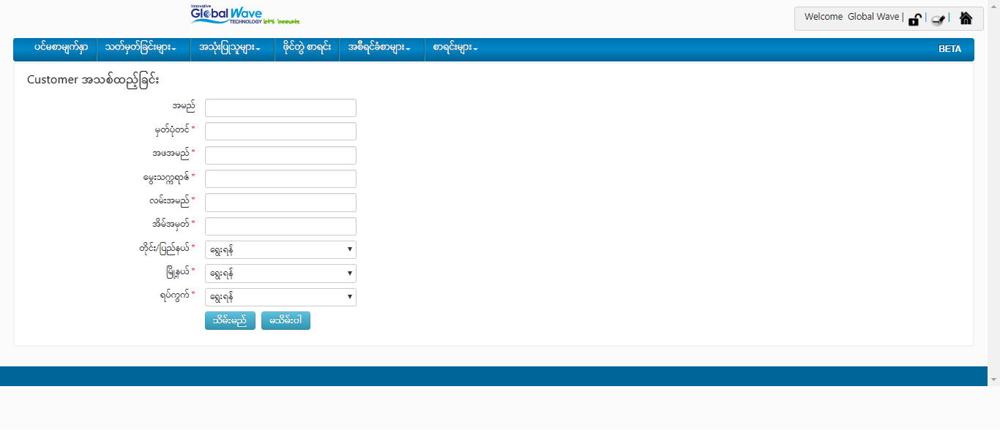 Innovative
Global Wave
TECHNOLOGY let's innovate
Welcome Global Wave | | |
ပင်မစာမျက်နှာ သတ်မှတ်ခြင်းများ အသုံးပြုသူများ ဖိုင်တွဲ စာရင်း အစီရင်ခံစာများ စာရင်းများ BETA
Customer အသစ်ထည့်ခြင်း
အမည်
မှတ်ပုံတင် *
အဖအမည် *
မွေးသက္ကရာဇ် *
လမ်းအမည် *
အိမ်အမှတ် *
တိုင်း/ပြည်နယ် * ရွေးရန်
မြို့နယ် * ရွေးရန်
ရပ်ကွက် * ရွေးရန်
သိမ်းမည် မသိမ်းပါ